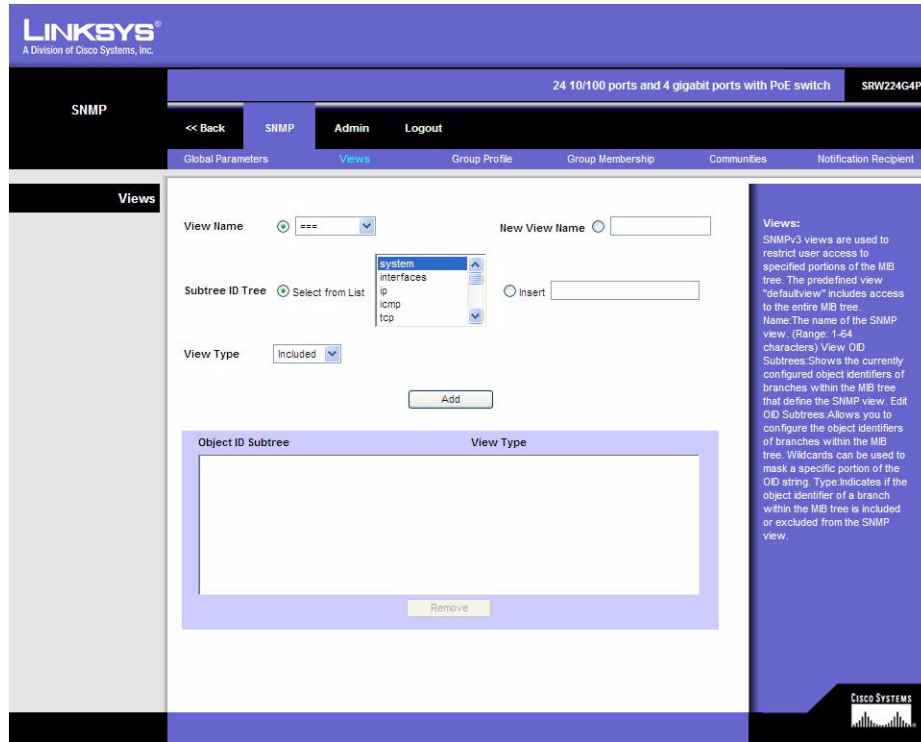 LINKSYS®
A Division of Cisco Systems, Inc.
24 10/100 ports and 4 gigabit ports with PoE switch
SRW224G4P
SNMP
<< Back
SNMP
Admin
Logout
Global Parameters
Views
Group Profile
Group Membership
Communities
Notification Recipient
Views
View Name
===
New View Name
Subtree ID Tree
Select from List
system
interfaces
ip
icmp
tcp
Insert
View Type
Included
Add
Object ID Subtree
View Type
Remove
Views:
SNMPv3 views are used to
restrict user access to
specified portions of the MIB
tree. The predefined view
"defaultview" includes access
to the entire MIB tree.
Name:The name of the SNMP
view. (Range: 1-64
characters) View OID
Subtrees:Shows the currently
configured object identifiers of
branches within the MIB tree
that define the SNMP view. Edit
OID Subtrees:Allows you to
configure the object identifiers
of branches within the MIB
tree. Wildcards can be used to
mask a specific portion of the
OID string. Type:Indicates if the
object identifier of a branch
within the MIB tree is included
or excluded from the SNMP
view.
CISCO SYSTEMS